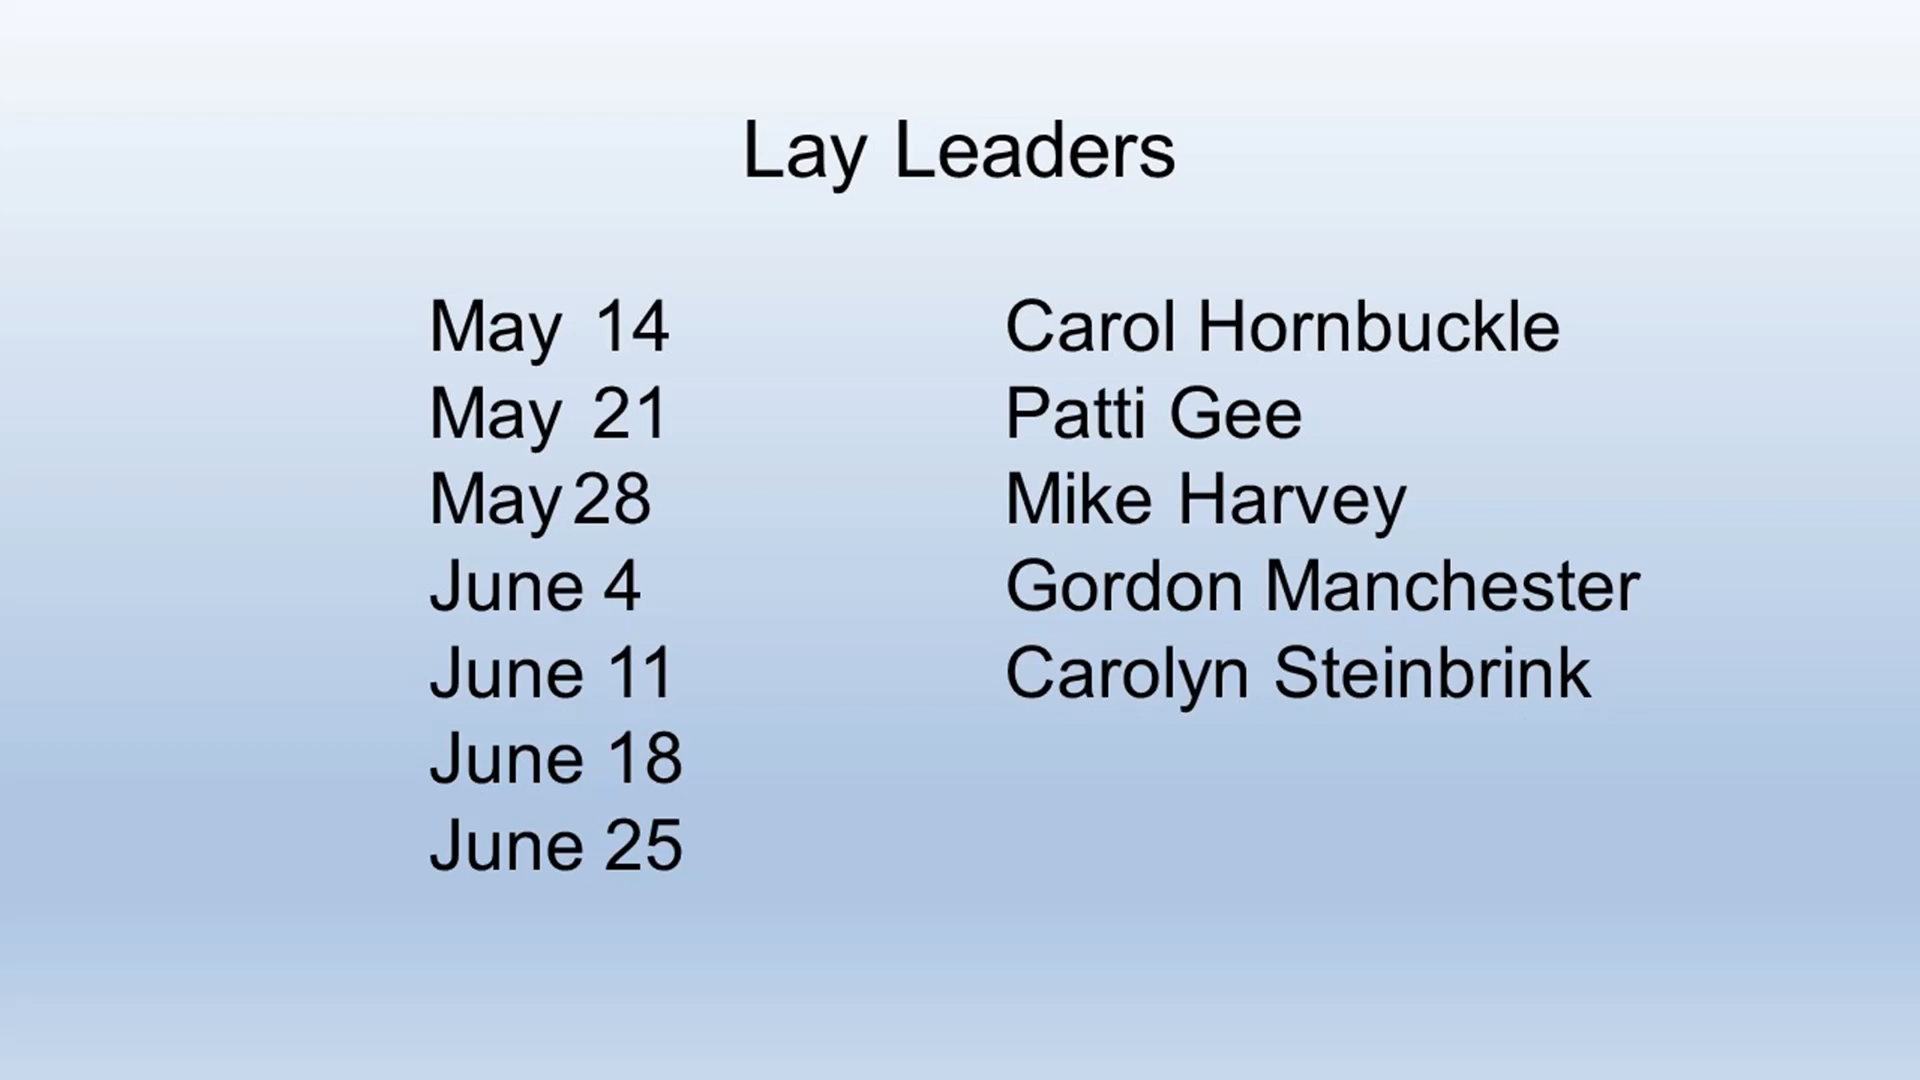 Lay Leaders
May 14 Carol Hornbuckle
May 21 Patti Gee
May 28 Mike Harvey
June 4 Gordon Manchester
June 11 Carolyn Steinbrink
June 18
June 25